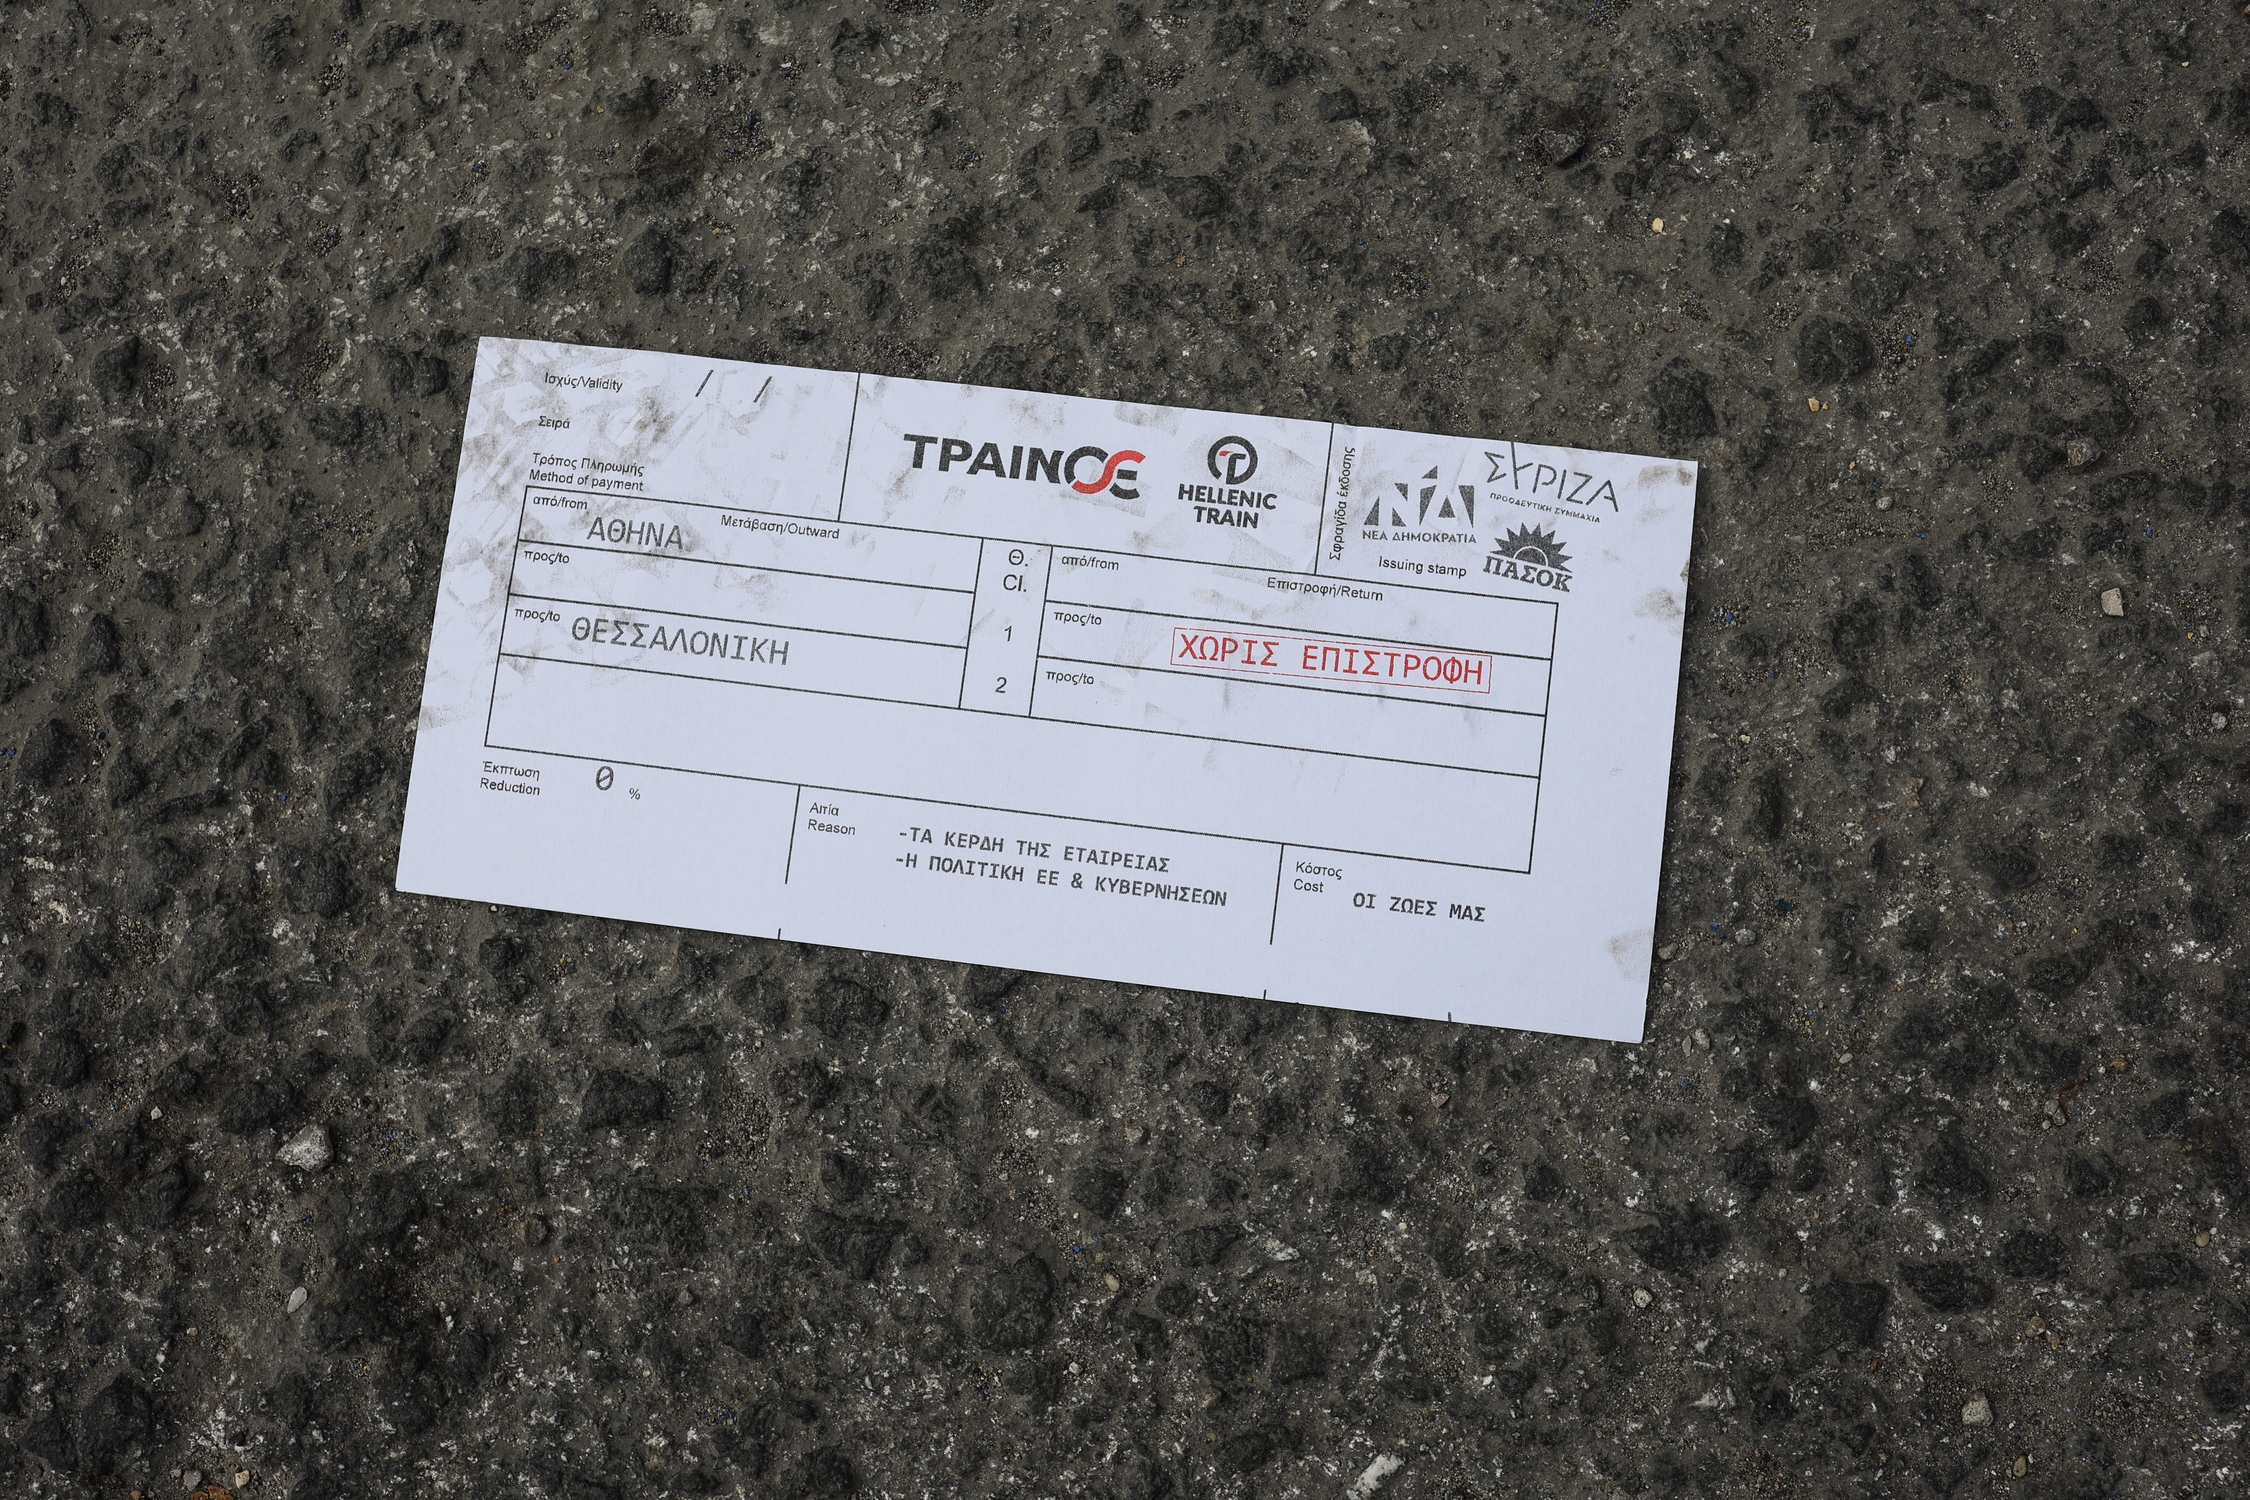 Ισχύς/Validity / /
Σειρά
Τρόπος Πληρωμής
Method of payment
ΤΡΑΙΝΟΣΕ
HELLENIC
TRAIN
Σφραγίδα έκδοσης
ΝΔ
ΝΕΑ ΔΗΜΟΚΡΑΤΙΑ
ΣΥΡΙΖΑ
ΠΡΟΟΔΕΥΤΙΚΗ ΣΥΜΜΑΧΙΑ
ΠΑΣΟΚ
Issuing stamp
από/from ΑΘΗΝΑ Μετάβαση/Outward
προς/to
προς/to ΘΕΣΣΑΛΟΝΙΚΗ
Θ.
Cl.
1
2
από/from Επιστροφή/Return
προς/to ΧΩΡΙΣ ΕΠΙΣΤΡΟΦΗ
προς/to
Έκπτωση
Reduction 0 %
Αιτία
Reason
-ΤΑ ΚΕΡΔΗ ΤΗΣ ΕΤΑΙΡΕΙΑΣ
-Η ΠΟΛΙΤΙΚΗ ΕΕ & ΚΥΒΕΡΝΗΣΕΩΝ
Κόστος
Cost
ΟΙ ΖΩΕΣ ΜΑΣ